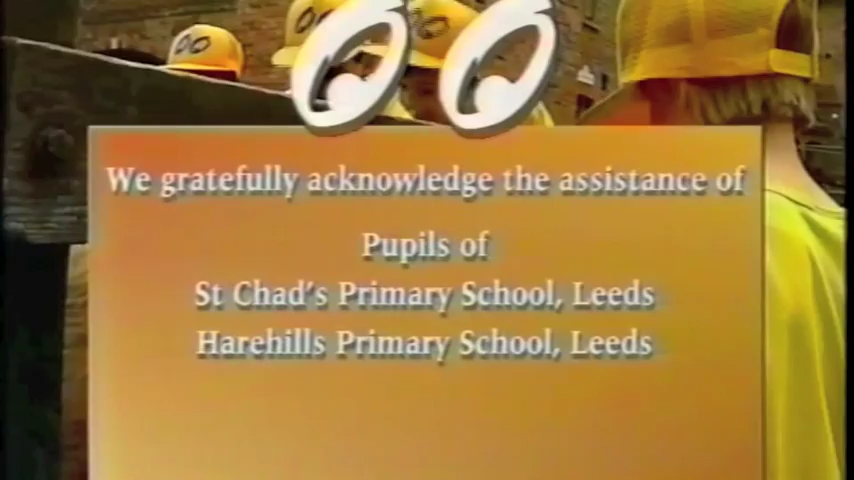 We gratefully acknowledge the assistance of
Pupils of
St Chad's Primary School, Leeds
Harehills Primary School, Leeds